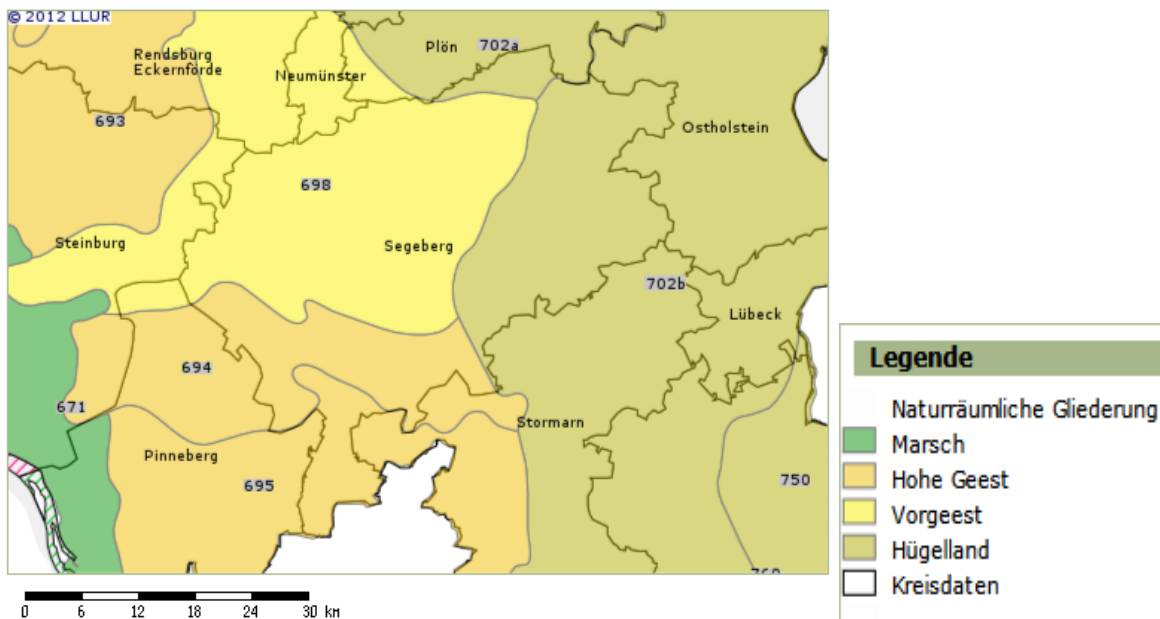 © 2012 LLUR
Plön
702a
Rendsburg
Eckernförde
Neumünster
693
Ostholstein
698
Steinburg
Segeberg
702b
Lübeck
694
671
Stormarn
Pinneberg
695
750
Legende
Naturräumliche Gliederung
Marsch
Hohe Geest
Vorgeest
Hügelland
Kreisdaten
0 6 12 18 24 30 km